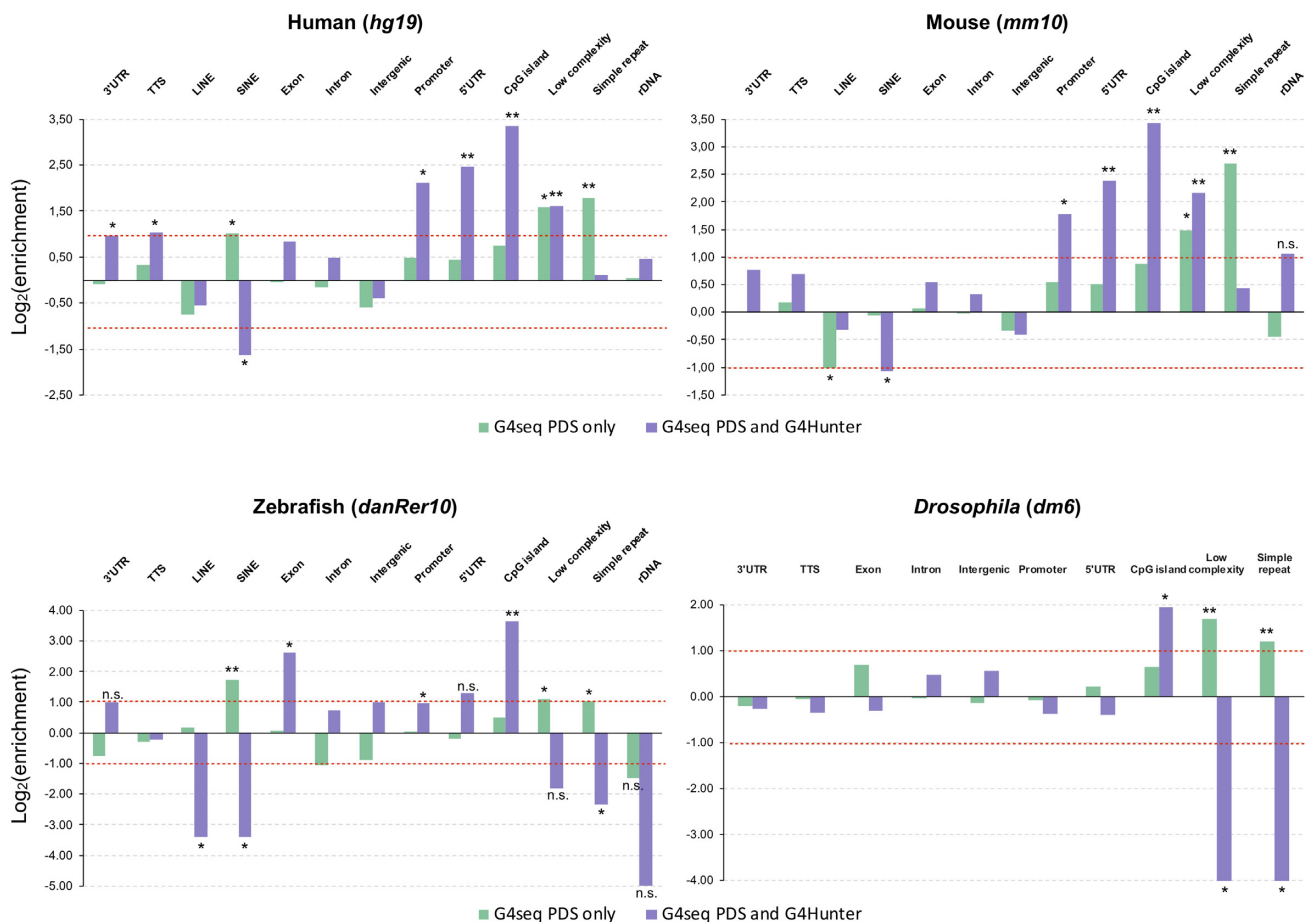 Human (hg19)
3'UTR TTS LINE SINE Exon Intron Intergenic Promoter 5'UTR CpG island Low complexity Simple repeat rDNA
Log2(enrichment)
3,50
2,50
1,50
0,50
-0,50
-1,50
-2,50
* * * * * ** ** * ** **
Mouse (mm10)
3'UTR TTS LINE SINE Exon Intron Intergenic Promoter 5'UTR CpG island Low complexity Simple repeat rDNA
3,50
3,00
2,50
2,00
1,50
1,00
0,50
0,00
-0,50
-1,00
-1,50
* * * ** ** * ** ** n.s.
G4seq PDS only G4seq PDS and G4Hunter
Zebrafish (danRer10)
3'UTR TTS LINE SINE Exon Intron Intergenic Promoter 5'UTR CpG island Low complexity Simple repeat rDNA
Log2(enrichment)
4.00
3.00
2.00
1.00
0.00
-1.00
-2.00
-3.00
-4.00
-5.00
n.s. * ** * * * n.s. ** * n.s. * * n.s. n.s.
Drosophila (dm6)
3'UTR TTS Exon Intron Intergenic Promoter 5'UTR CpG island Low complexity Simple repeat
2.00
1.00
0.00
-1.00
-2.00
-3.00
-4.00
* ** * ** *
G4seq PDS only G4seq PDS and G4Hunter